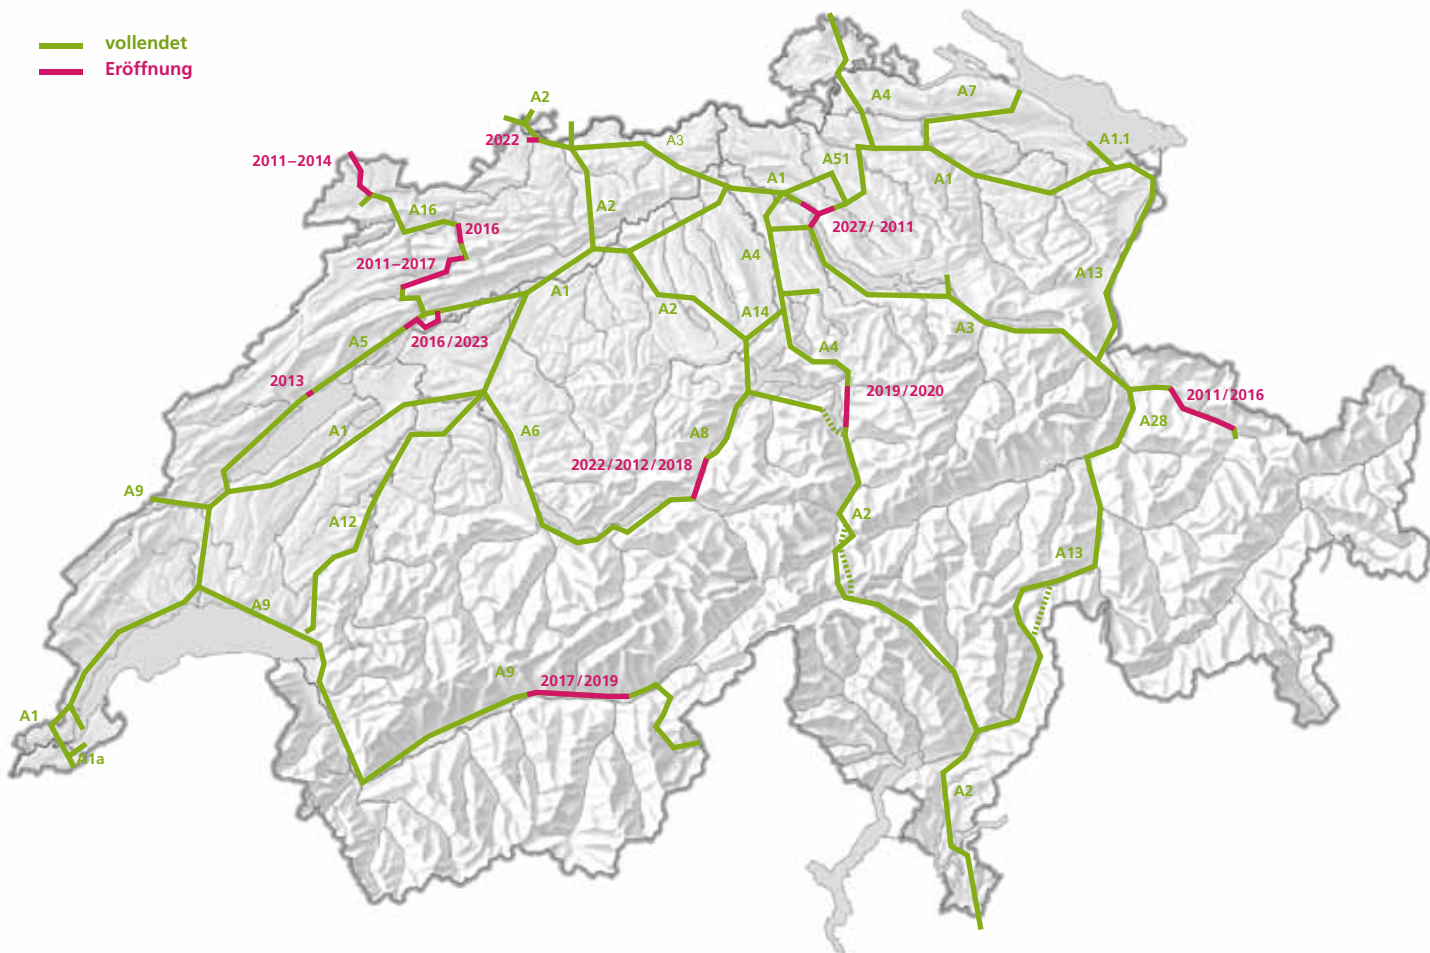 vollendet
Eröffnung
A2
A4
A7
2022
A3
A1.1
2011–2014
A51
A1
A1
A16
A2
2016
2027/ 2011
2011–2017
A4
A13
A1
A2
A14
A3
A5
2016/2023
A4
2013
2019/2020
2011/2016
A1
A6
A8
A28
2022/2012/2018
A9
A12
A2
A13
A9
A9
2017/2019
A1
A1a
A2